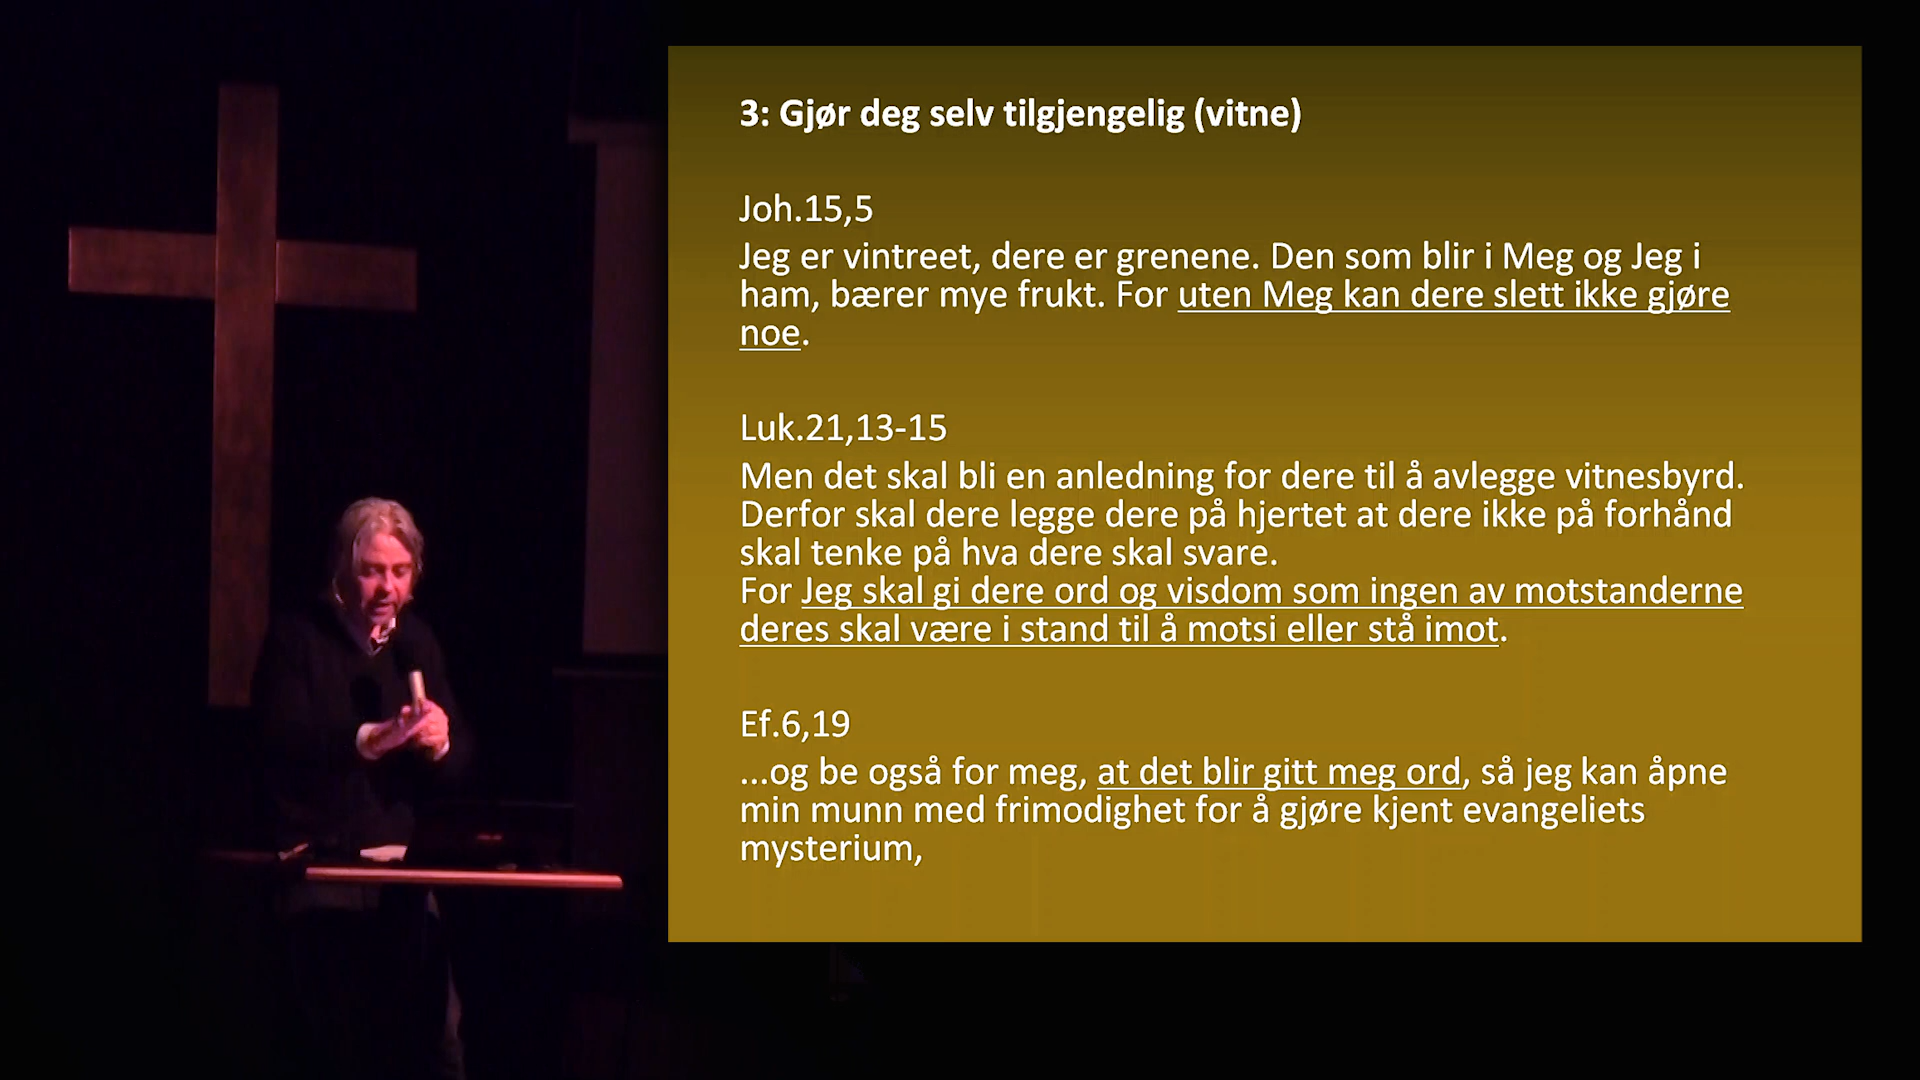 3: Gjør deg selv tilgjengelig (vitne)
Joh.15,5
Jeg er vintreet, dere er grenene. Den som blir i Meg og Jeg i
ham, bærer mye frukt. For uten Meg kan dere slett ikke gjøre
noe.
Luk.21,13-15
Men det skal bli en anledning for dere til å avlegge vitnesbyrd.
Derfor skal dere legge dere på hjertet at dere ikke på forhånd
skal tenke på hva dere skal svare.
For Jeg skal gi dere ord og visdom som ingen av motstanderne
deres skal være i stand til å motsi eller stå imot.
Ef.6,19
...og be også for meg, at det blir gitt meg ord, så jeg kan åpne
min munn med frimodighet for å gjøre kjent evangeliets
mysterium,